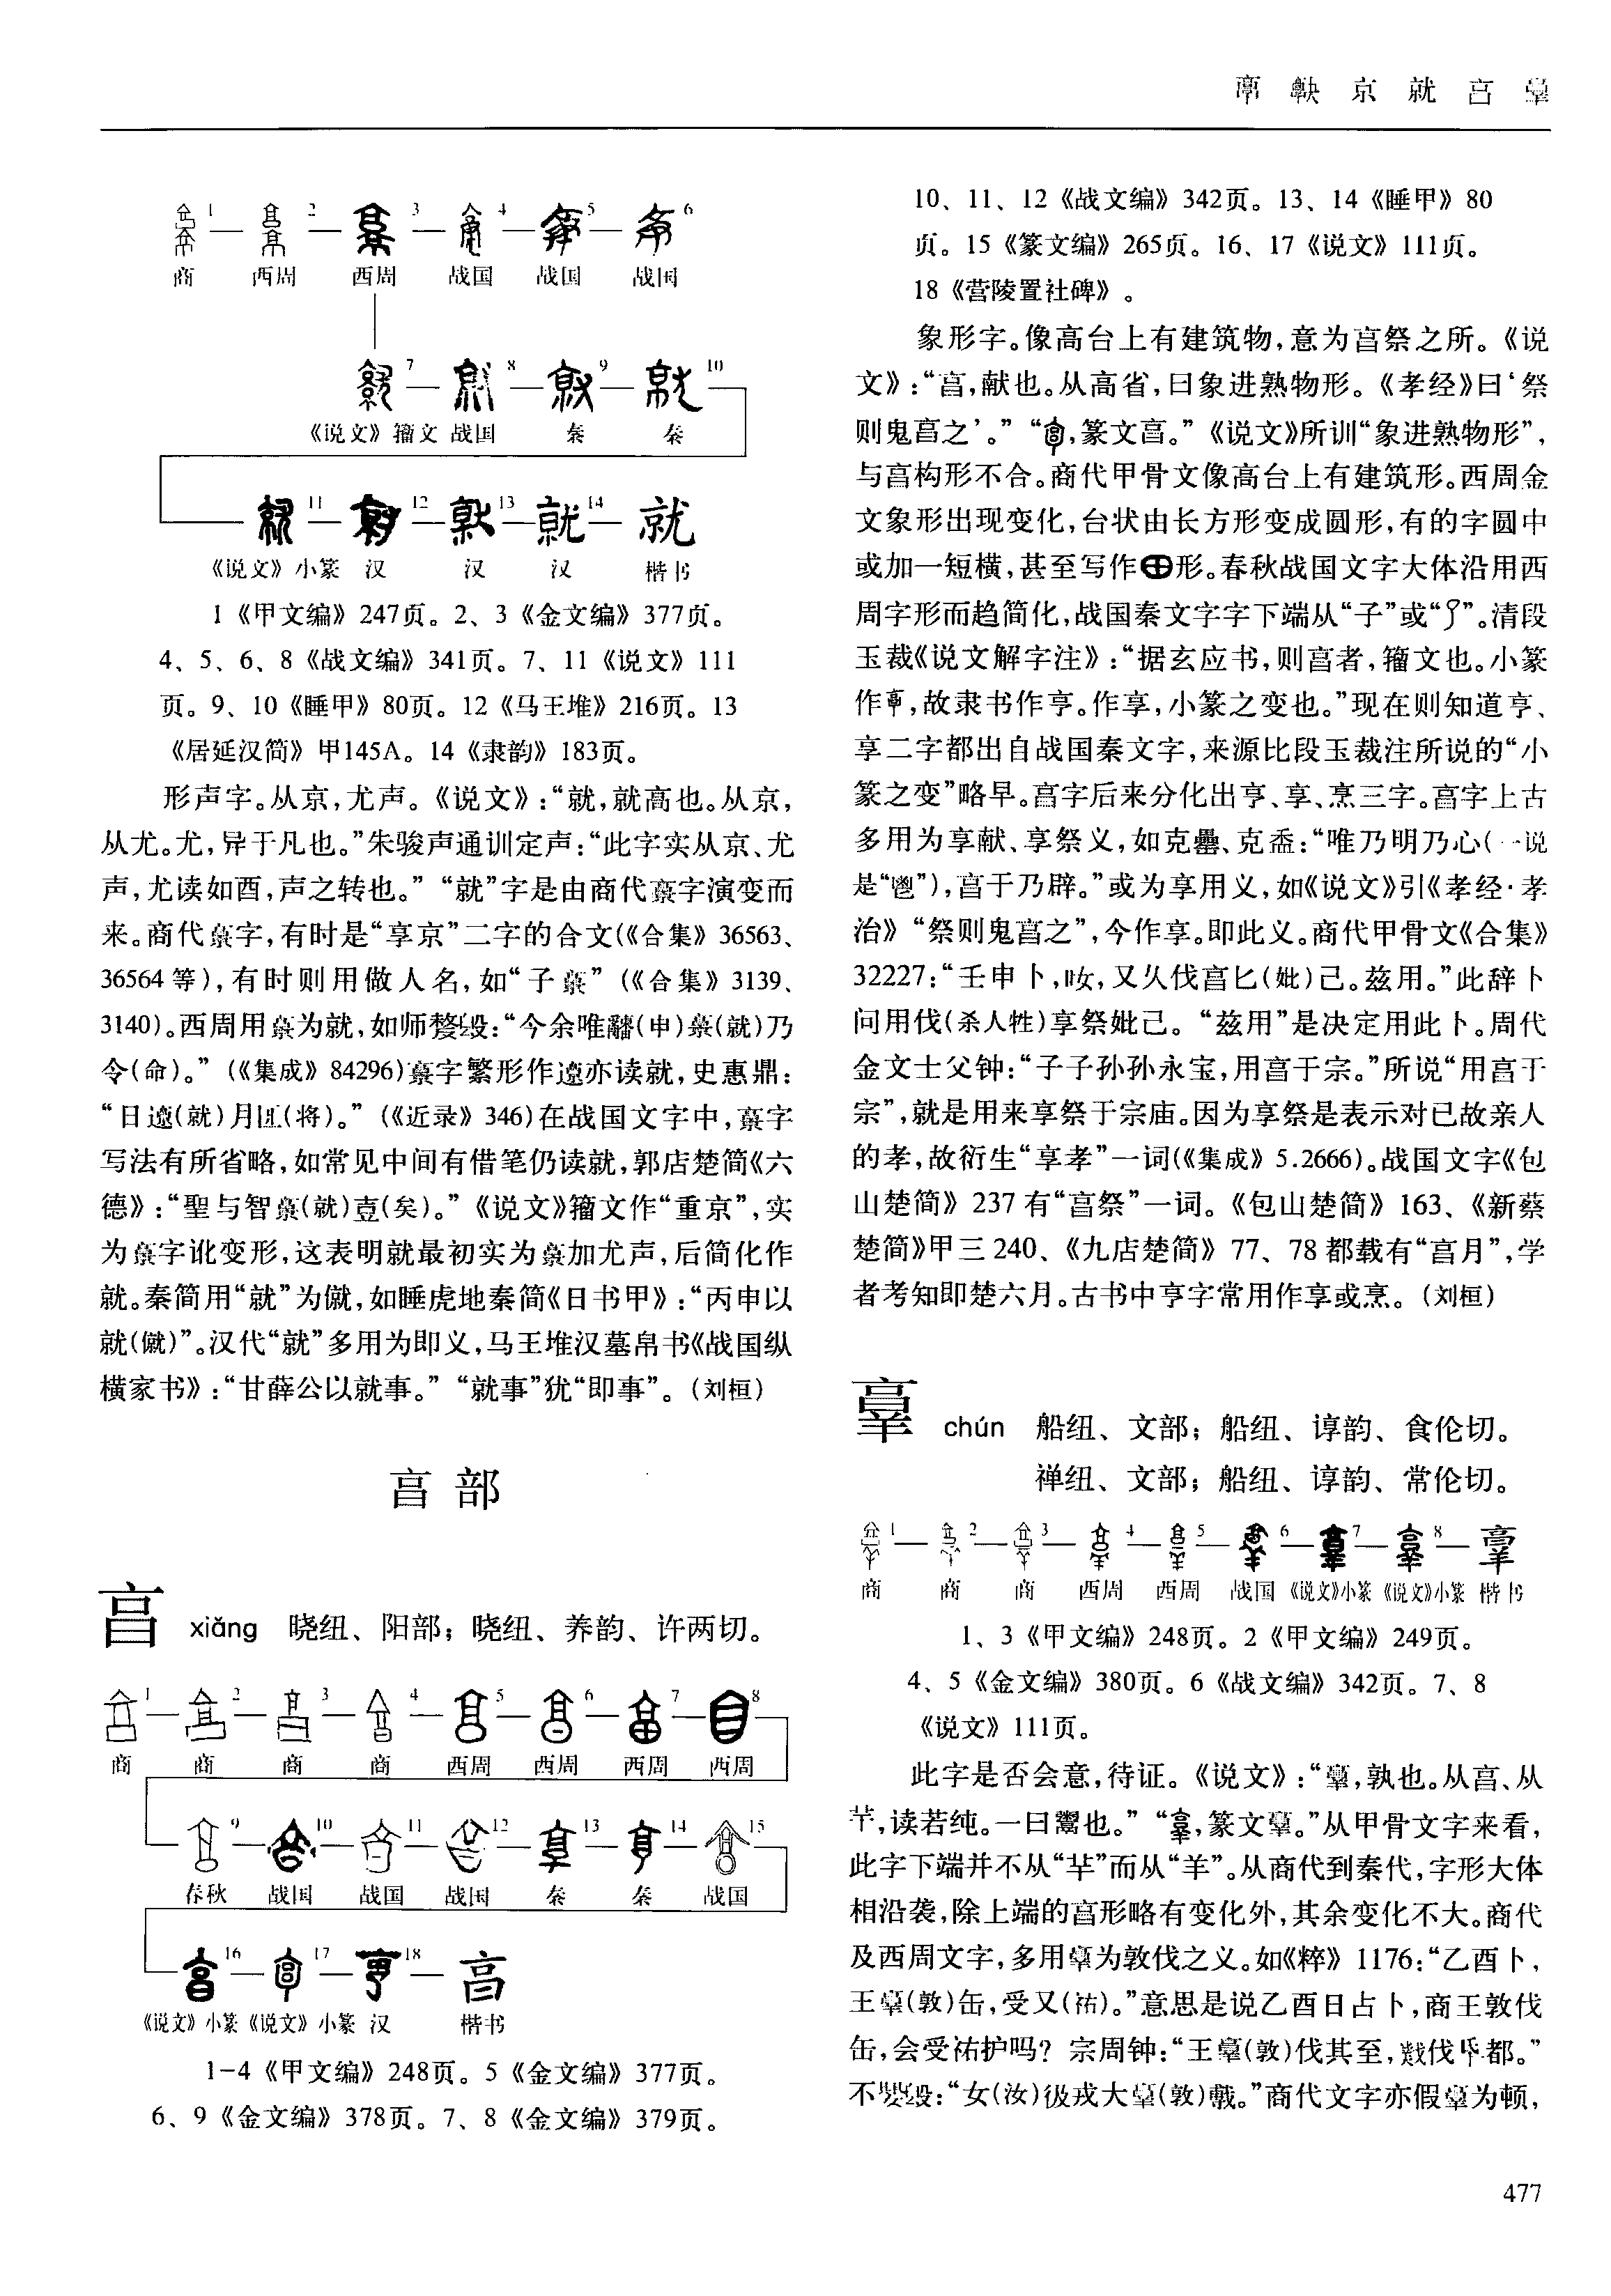 京 就 亯
1 2 3 4 5 6
商 西周 西周 战国 战国 战国
7 8 9 10
《说文》籀文 战国 秦 秦
11 12 13 14 就
《说文》小篆 汉 汉 汉 楷书
1《甲文编》247页。2、3《金文编》377页。
4、5、6、8《战文编》341页。7、11《说文》111
页。9、10《睡甲》80页。12《马王堆》216页。13
《居延汉简》甲145A。14《隶韵》183页。
形声字。从京，尤声。《说文》：“就，就高也。从京，
从尤。尤，异于凡也。”朱骏声通训定声：“此字实从京、尤
声，尤读如酉，声之转也。”“就”字是由商代字演变而
来。商代字，有时是“享京”二字的合文（《合集》36563、
36564等），有时则用做人名，如“子”（《合集》3139、
3140）。西周用为就，如师：“今余唯（申）（就）乃
令（命）。”（《集成》84296）字繁形作亦读就，史惠鼎：
“日（就）月（将）。”（《近录》346）在战国文字中，字
写法有所省略，如常见中间有借笔仍读就，郭店楚简《六
德》：“聖与智（就）壴（矣）。”《说文》籀文作“重京”，实
为字讹变形，这表明就最初实为加尤声，后简化作
就。秦简用“就”为僦，如睡虎地秦简《日书甲》：“丙申以
就（僦）”。汉代“就”多用为即义，马王堆汉墓帛书《战国纵
横家书》：“甘薛公以就事。”“就事”犹“即事”。（刘桓）
亯部
亯 xiǎng 晓纽、阳部；晓纽、养韵、许两切。
1 2 3 4 5 6 7 8
商 商 商 商 西周 西周 西周 西周
9 10 11 12 13 14 15
春秋 战国 战国 战国 秦 秦 战国
16 17 18 亯
《说文》小篆《说文》小篆 汉 楷书
1-4《甲文编》248页。5《金文编》377页。
6、9《金文编》378页。7、8《金文编》379页。
10、11、12《战文编》342页。13、14《睡甲》80
页。15《篆文编》265页。16、17《说文》111页。
18《营陵置社碑》。
象形字。像高台上有建筑物，意为亯祭之所。《说
文》：“亯，献也。从高省，曰象进熟物形。《孝经》曰‘祭
则鬼亯之’。”“，篆文亯。”《说文》所训“象进熟物形”，
与亯构形不合。商代甲骨文像高台上有建筑形。西周金
文象形出现变化，台状由长方形变成圆形，有的字圆中
或加一短横，甚至写作形。春秋战国文字大体沿用西
周字形而趋简化，战国秦文字字下端从“子”或“”。清段
玉裁《说文解字注》：“据玄应书，则亯者，籀文也。小篆
作，故隶书作亨。作享，小篆之变也。”现在则知道亨、
享二字都出自战国秦文字，来源比段玉裁注所说的“小
篆之变”略早。亯字后来分化出亨、享、烹三字。亯字上古
多用为享献、享祭义，如克罍、克盉：“唯乃明乃心（一说
是“鬯”），亯于乃辟。”或为享用义，如《说文》引《孝经·孝
治》“祭则鬼亯之”，今作享。即此义。商代甲骨文《合集》
32227：“壬申卜，，又久伐亯匕（妣）己。兹用。”此辞卜
问用伐（杀人牲）享祭妣己。“兹用”是决定用此卜。周代
金文士父钟：“子子孙孙永宝，用亯于宗。”所说“用亯于
宗”，就是用来享祭于宗庙。因为享祭是表示对已故亲人
的孝，故衍生“享孝”一词（《集成》5.2666）。战国文字《包
山楚简》237有“亯祭”一词。《包山楚简》163、《新蔡
楚简》甲三240、《九店楚简》77、78都载有“亯月”，学
者考知即楚六月。古书中亨字常用作享或烹。（刘桓）
chún 船纽、文部；船纽、谆韵、食伦切。
禅纽、文部；船纽、谆韵、常伦切。
1 2 3 4 5 6 7 8
商 商 商 西周 西周 战国《说文》小篆《说文》小篆 楷书
1、3《甲文编》248页。2《甲文编》249页。
4、5《金文编》380页。6《战文编》342页。7、8
《说文》111页。
此字是否会意，待证。《说文》：“，孰也。从亯、从
，读若纯。一曰鬻也。”“，篆文。”从甲骨文字来看，
此字下端并不从“”而从“羊”。从商代到秦代，字形大体
相沿袭，除上端的亯形略有变化外，其余变化不大。商代
及西周文字，多用为敦伐之义。如《粹》1176：“乙酉卜，
王（敦）缶，受又（祐）。”意思是说乙酉日占卜，商王敦伐
缶，会受祐护吗？宗周钟：“王（敦）伐其至，伐都。”
不：“女（汝）彶戎大（敦）。”商代文字亦假为顿，
477